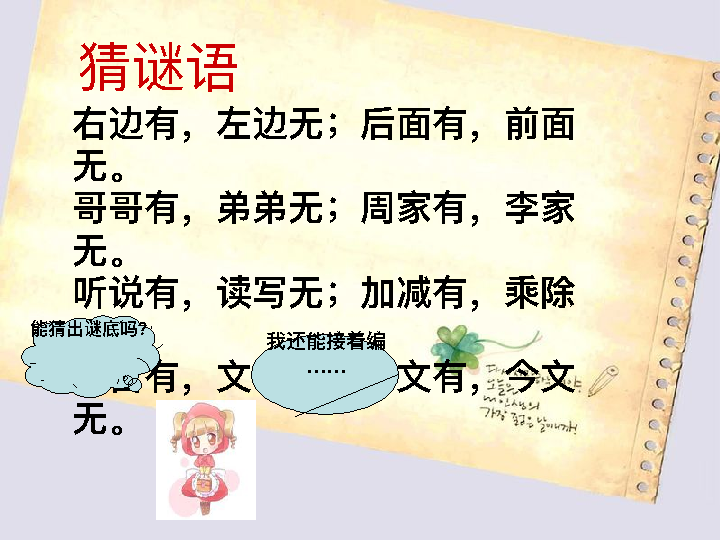 猜谜语
右边有，左边无；后面有，前面
无。
哥哥有，弟弟无；周家有，李家
无。
听说有，读写无；加减有，乘除
能猜出谜底吗?
我还能接着编
……
有，文
文有，今文
无。